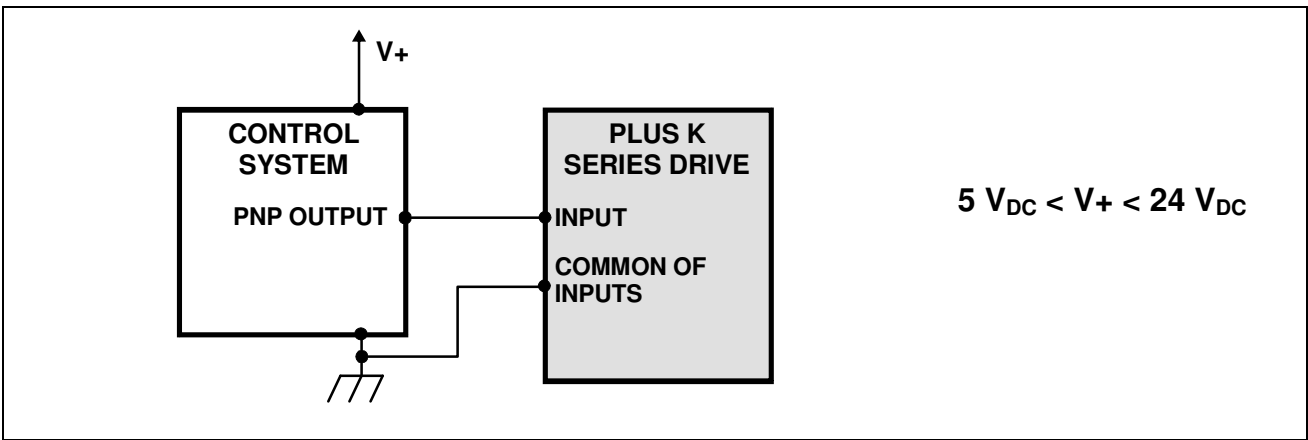 V+
CONTROL
SYSTEM
PNP OUTPUT
PLUS K
SERIES DRIVE
INPUT
COMMON OF
INPUTS
5 VDC < V+ < 24 VDC